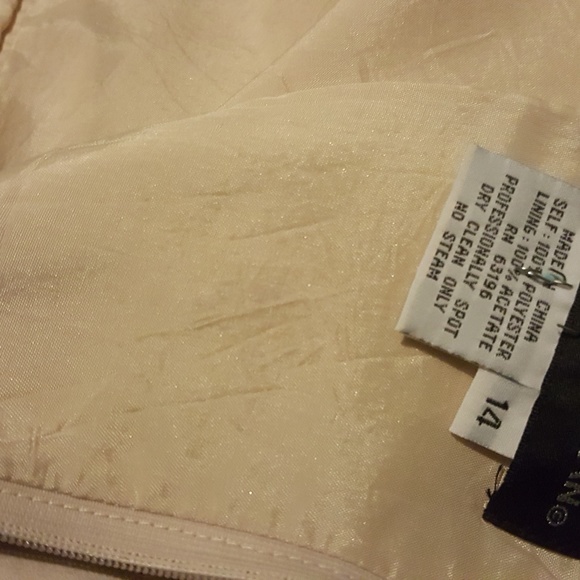 MADE IN CHINA
SELF: 100% POLYESTER
LINING: 100% ACETATE
RN 63196
PROFESSIONALLY SPOT
DRY CLEAN ONLY
NO STEAM
14